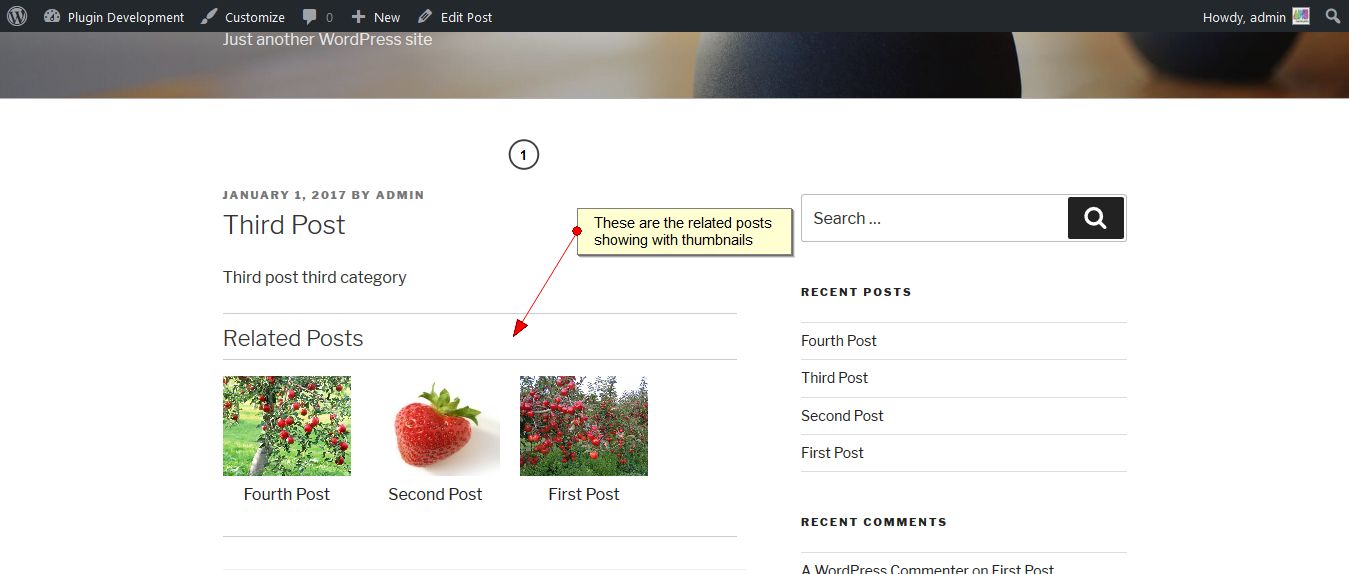 Plugin Development Customize 0 New Edit Post Howdy, admin
Just another WordPress site
1
JANUARY 1, 2017 BY ADMIN
Third Post
Third post third category
These are the related posts
showing with thumbnails
Related Posts
Fourth Post Second Post First Post
Search …
RECENT POSTS
Fourth Post
Third Post
Second Post
First Post
RECENT COMMENTS
A WordPress Commenter on First Post